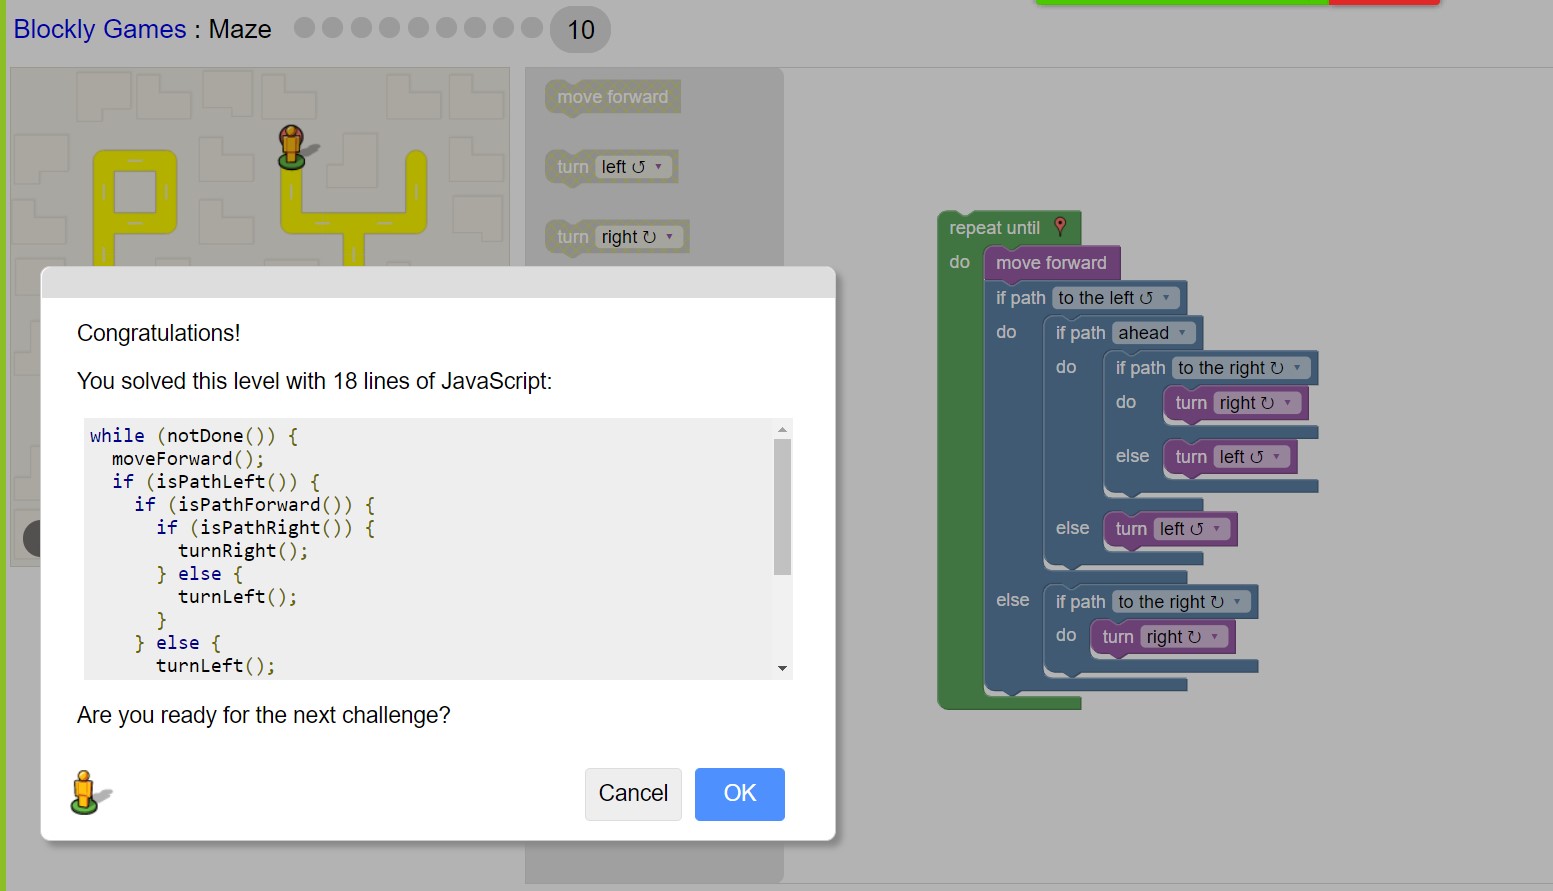 Blockly Games : Maze 10
move forward
turn left ↺ ▾
turn right ↻ ▾
repeat until
do move forward
if path to the left ↺ ▾
do if path ahead ▾
do if path to the right ↻ ▾
do turn right ↻ ▾
else turn left ↺ ▾
else turn left ↺ ▾
else if path to the right ↻ ▾
do turn right ↻ ▾
Congratulations!
You solved this level with 18 lines of JavaScript:
while (notDone()) {
  moveForward();
  if (isPathLeft()) {
    if (isPathForward()) {
      if (isPathRight()) {
        turnRight();
      } else {
        turnLeft();
      }
    } else {
      turnLeft();
Are you ready for the next challenge?
Cancel OK